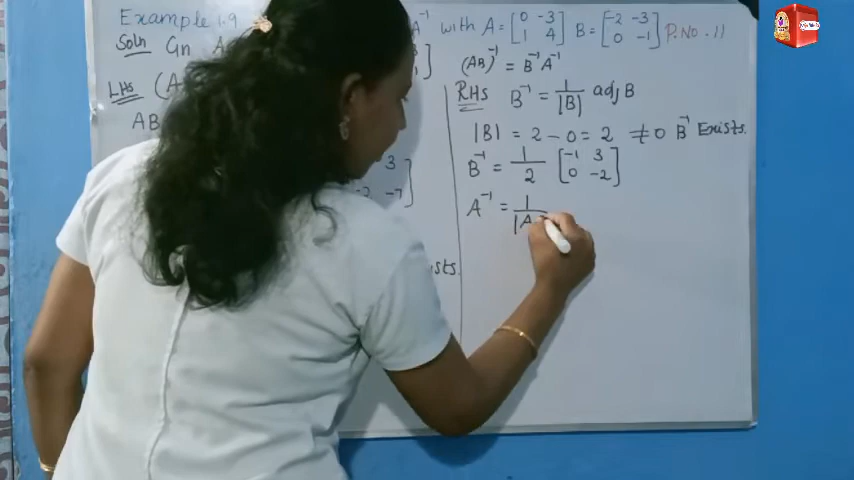 Example 1.9 A⁻¹ with A = [0 -3; 1 4] B = [-2 -3; 0 -1] P.No. 11
Soln Gn
(AB)⁻¹ = B⁻¹ A⁻¹
LHS
AB
RHS B⁻¹ = 1/|B| adj B
|B| = 2 - 0 = 2 ≠ 0 B⁻¹ Exists.
B⁻¹ = 1/2 [-1 3; 0 -2]
A⁻¹ = 1/|A
3
-2 -7
sts.